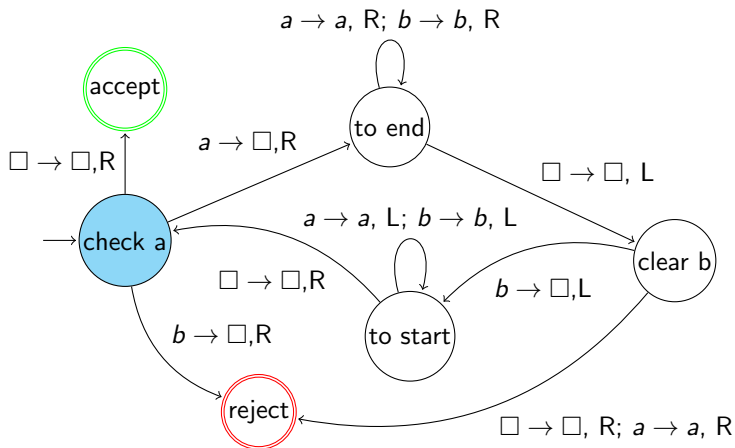 a → a, R; b → b, R
accept
to end
a → □,R
□ → □,R
□ → □, L
a → a, L; b → b, L
check a
clear b
□ → □,R
b → □,L
b → □,R
to start
reject
□ → □, R; a → a, R